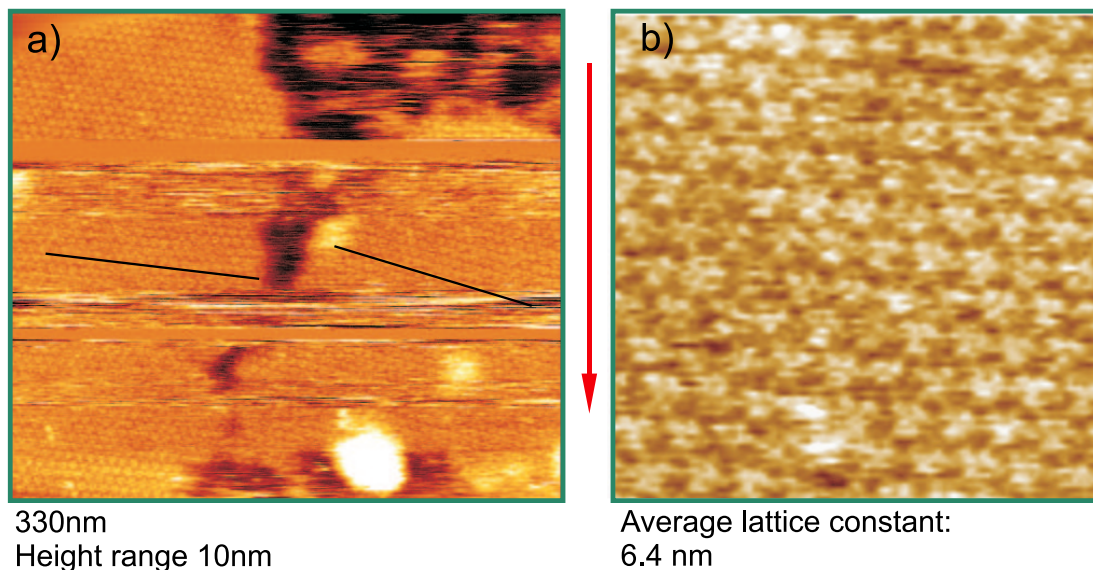 a)
b)
330nm
Height range 10nm
Average lattice constant:
6.4 nm